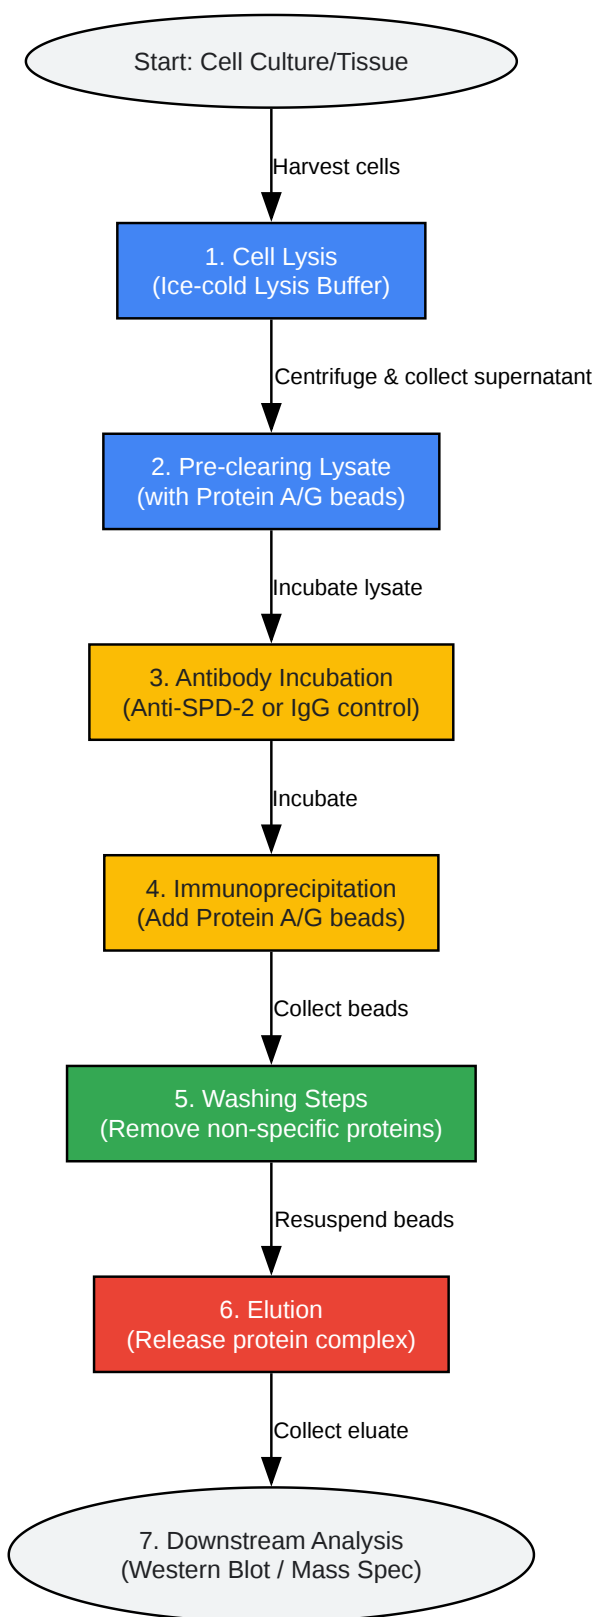 Start: Cell Culture/Tissue
Harvest cells
1. Cell Lysis
(Ice-cold Lysis Buffer)
Centrifuge & collect supernatant
2. Pre-clearing Lysate
(with Protein A/G beads)
Incubate lysate
3. Antibody Incubation
(Anti-SPD-2 or IgG control)
Incubate
4. Immunoprecipitation
(Add Protein A/G beads)
Collect beads
5. Washing Steps
(Remove non-specific proteins)
Resuspend beads
6. Elution
(Release protein complex)
Collect eluate
7. Downstream Analysis
(Western Blot / Mass Spec)